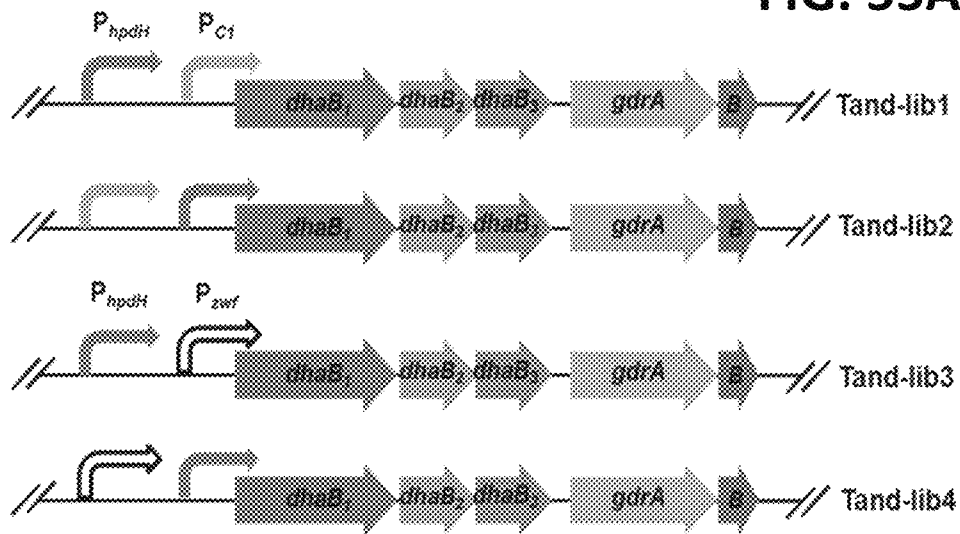 FIG. 33A
P_hpdH P_C1
dhaB1 dhaB2 dhaB3 gdrA B Tand-lib1
dhaB1 dhaB2 dhaB3 gdrA B Tand-lib2
P_hpdH P_zwf
dhaB1 dhaB2 dhaB3 gdrA B Tand-lib3
dhaB1 dhaB2 dhaB3 gdrA B Tand-lib4